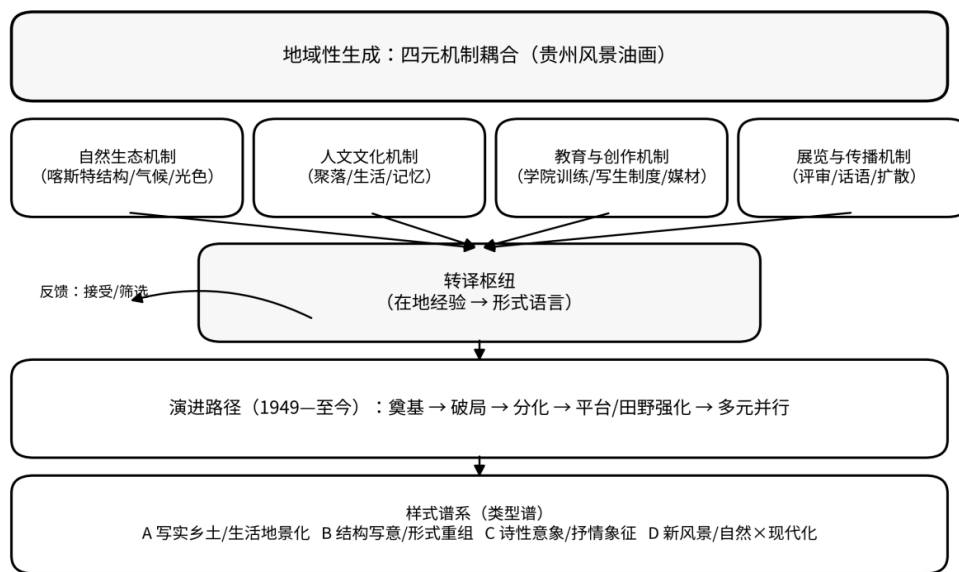 地域性生成：四元机制耦合（贵州风景油画）
自然生态机制
（喀斯特结构/气候/光色）
人文文化机制
（聚落/生活/记忆）
教育与创作机制
（学院训练/写生制度/媒材）
展览与传播机制
（评审/话语/扩散）
转译枢纽
（在地经验 → 形式语言）
反馈：接受/筛选
演进路径（1949—至今）：奠基 → 破局 → 分化 → 平台/田野强化 → 多元并行
样式谱系（类型谱）
A 写实乡土/生活地景化 B 结构写意/形式重组 C 诗性意象/抒情象征 D 新风景/自然×现代化